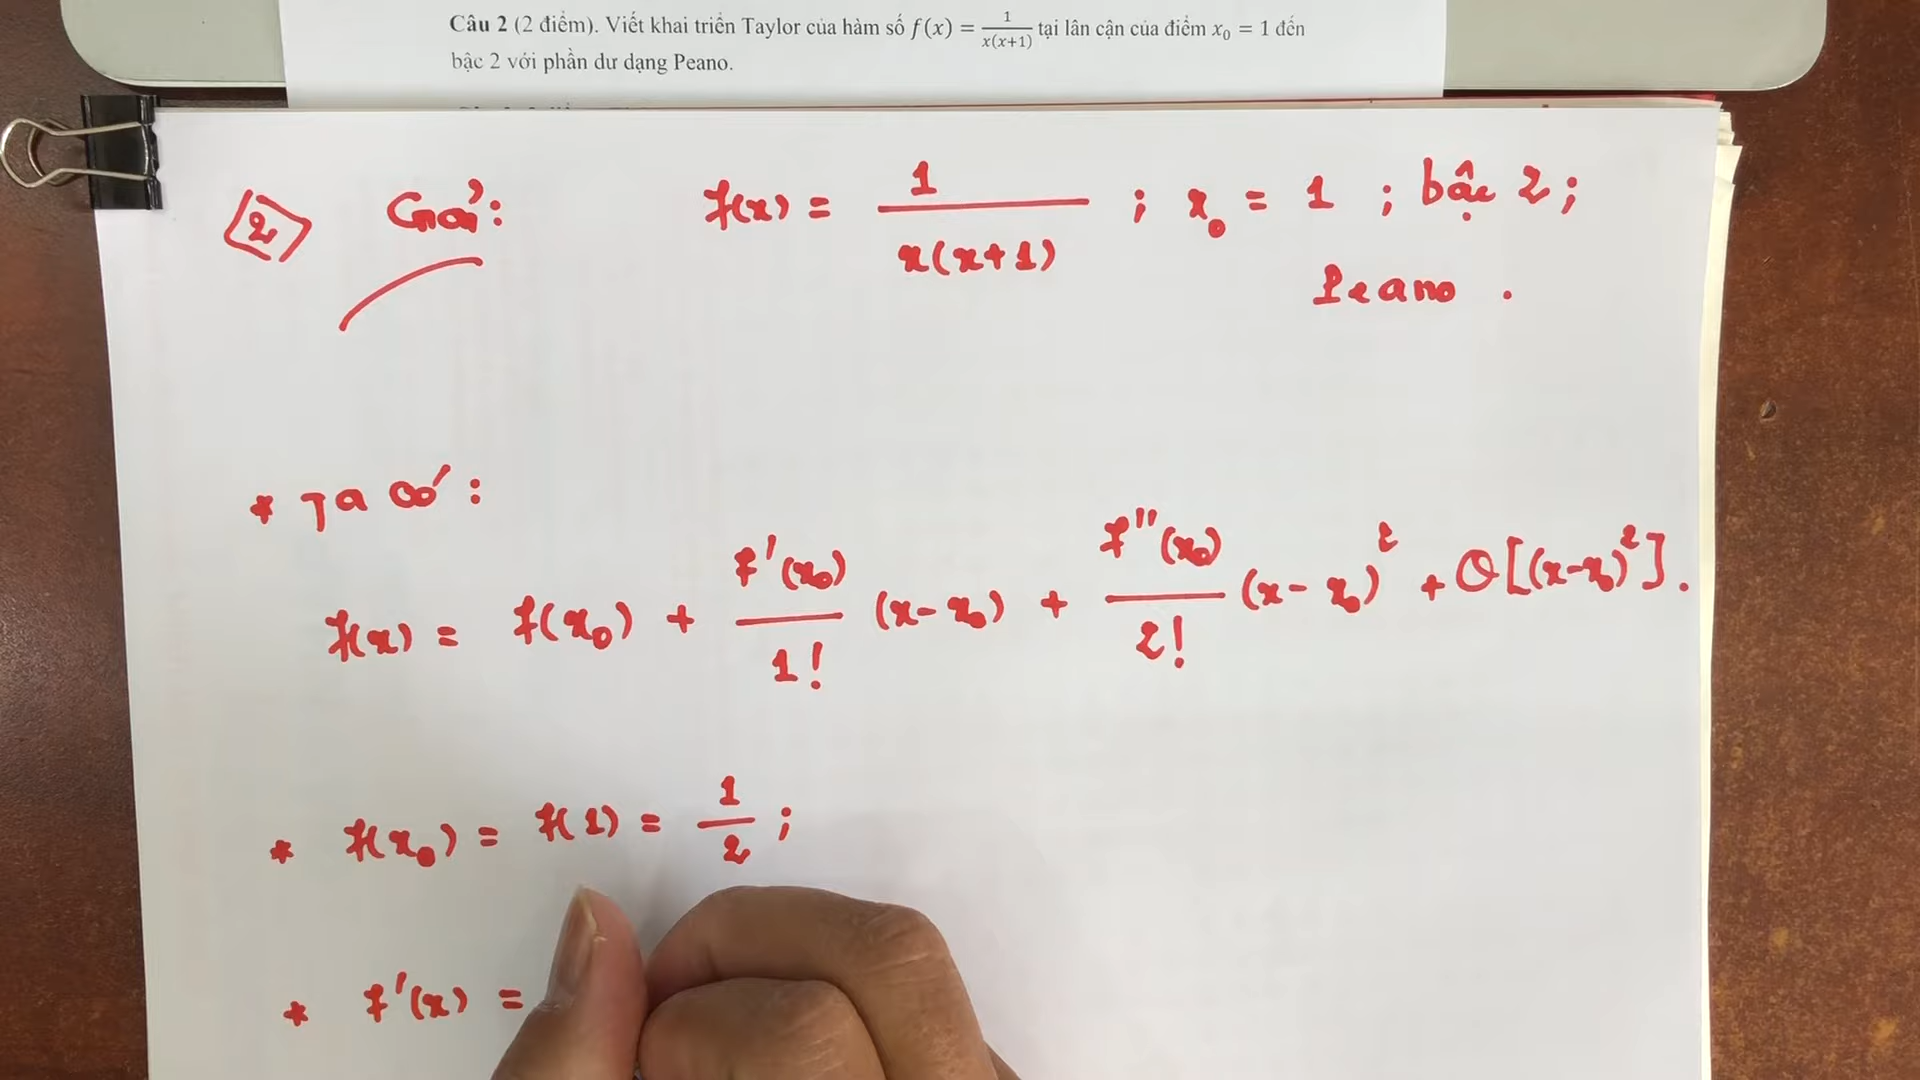 Câu 2 (2 điểm). Viết khai triển Taylor của hàm số f(x) = 1/(x(x+1)) tại lân cận của điểm x₀ = 1 đến
bậc 2 với phần dư dạng Peano.
2 Giải: f(x) = 1/(x(x+1)) ; x₀ = 1 ; bậc 2 ;
Peano .
* Ta có :
f(x) = f(x₀) + f'(x₀)/1! (x-x₀) + f''(x₀)/2! (x-x₀)² + O[(x-x₀)²] .
* f(x₀) = f(1) = 1/2 ;
* f'(x) =